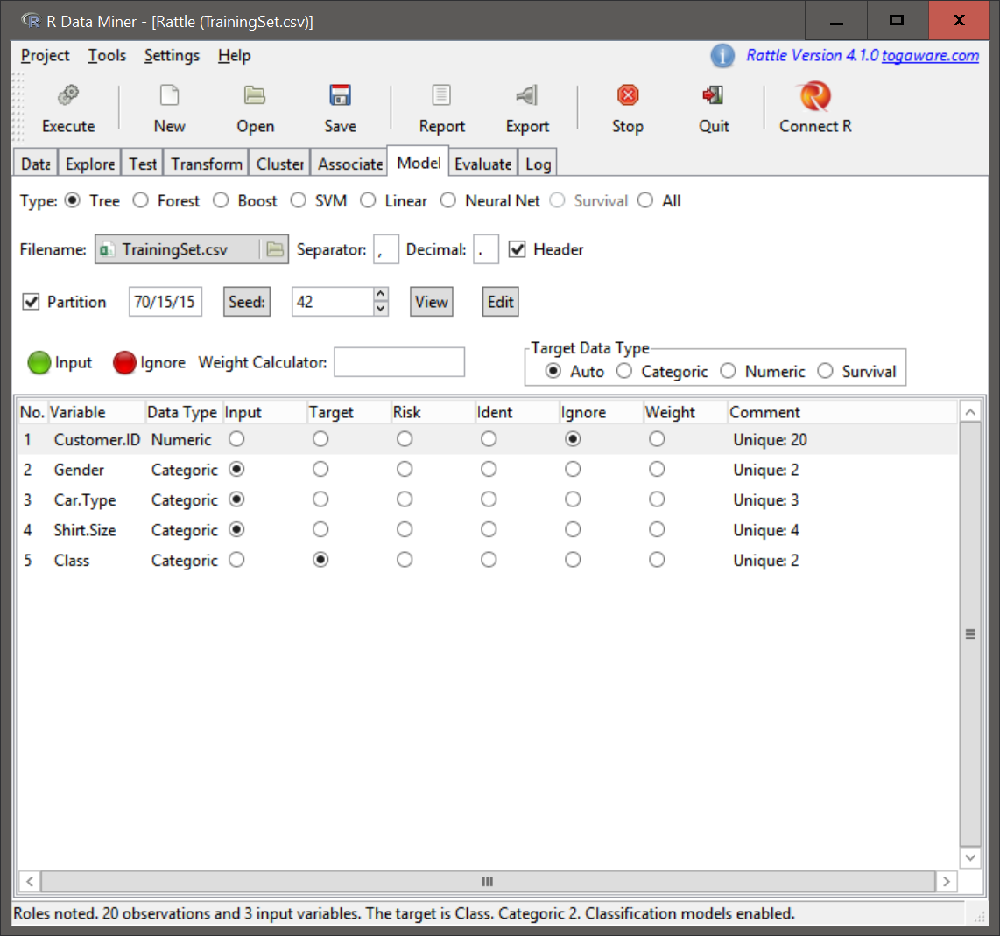 R Data Miner - [Rattle (TrainingSet.csv)]
Project Tools Settings Help Rattle Version 4.1.0 togaware.com
Execute New Open Save Report Export Stop Quit Connect R
Data Explore Test Transform Cluster Associate Model Evaluate Log
Type: Tree Forest Boost SVM Linear Neural Net Survival All
Filename: TrainingSet.csv Separator: , Decimal: . Header
Partition 70/15/15 Seed: 42 View Edit
Target Data Type
Input Ignore Weight Calculator: Auto Categoric Numeric Survival
No. Variable Data Type Input Target Risk Ident Ignore Weight Comment
1 Customer.ID Numeric Unique: 20
2 Gender Categoric Unique: 2
3 Car.Type Categoric Unique: 3
4 Shirt.Size Categoric Unique: 4
5 Class Categoric Unique: 2
Roles noted. 20 observations and 3 input variables. The target is Class. Categoric 2. Classification models enabled.